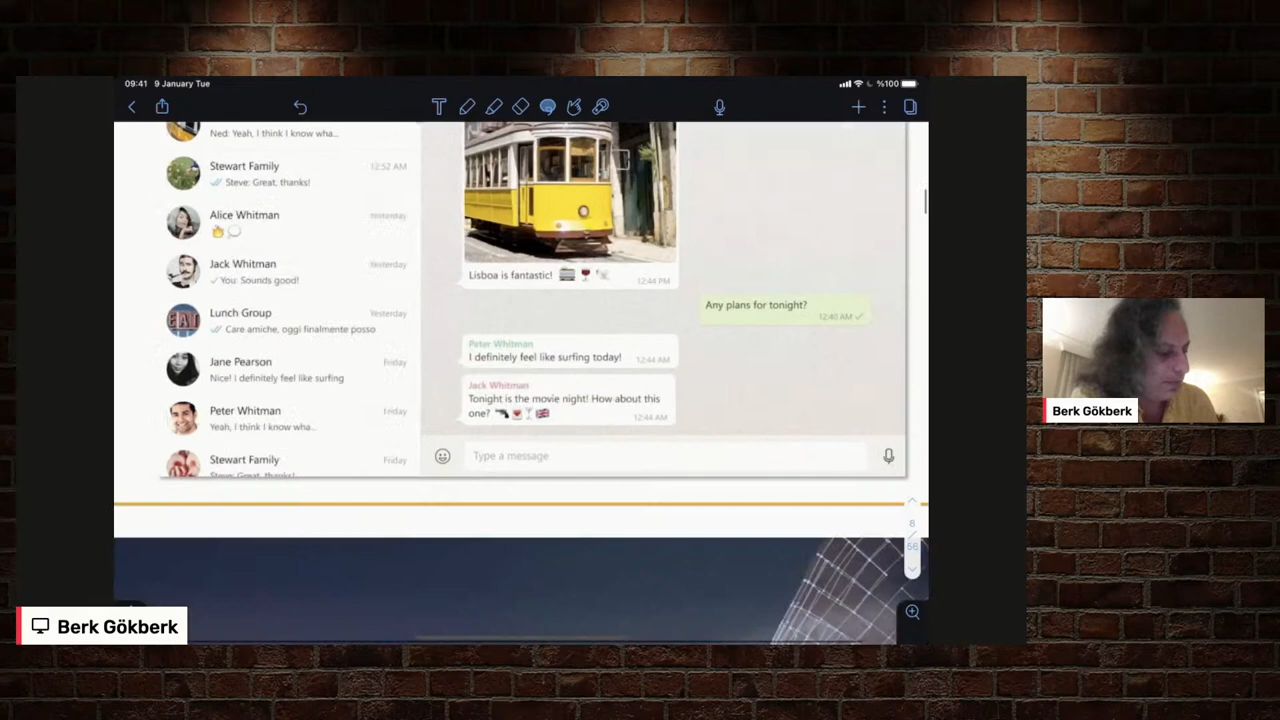 09:41 9 January Tue
%100
Ned: Yeah, I think I know wha...
Stewart Family 12:52 AM
Steve: Great, thanks!
Alice Whitman Yesterday
Jack Whitman Yesterday
You: Sounds good!
Lunch Group Yesterday
Care amiche, oggi finalmente posso
Jane Pearson Friday
Nice! I definitely feel like surfing
Peter Whitman Friday
Yeah, I think I know wha...
Stewart Family Friday
Steve: Great, thanks!
Lisboa is fantastic!
12:44 PM
Any plans for tonight?
12:40 AM
Peter Whitman
I definitely feel like surfing today!
12:44 AM
Jack Whitman
Tonight is the movie night! How about this
one?
12:44 AM
Type a message
8
/
56
Berk Gökberk
Berk Gökberk